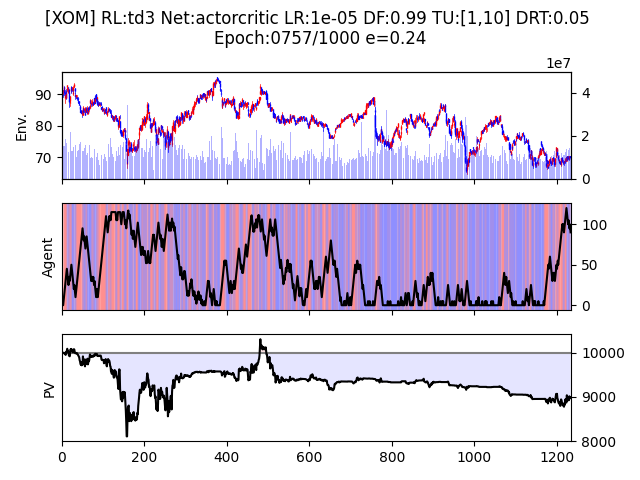 [XOM] RL:td3 Net:actorcritic LR:1e-05 DF:0.99 TU:[1,10] DRT:0.05
Epoch:0757/1000 e=0.24
1e7
Env.
90
80
70
4
2
0
Agent
100
50
0
PV
10000
9000
8000
0 200 400 600 800 1000 1200